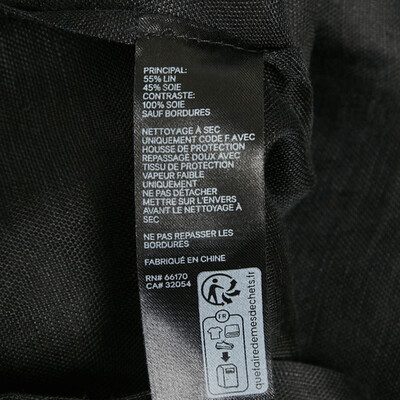 PRINCIPAL:
55% LIN
45% SOIE
CONTRASTE:
100% SOIE
SAUF BORDURES
NETTOYAGE À SEC
UNIQUEMENT CODE F AVEC
HOUSSE DE PROTECTION
REPASSAGE DOUX AVEC
TISSU DE PROTECTION
VAPEUR FAIBLE
UNIQUEMENT
NE PAS DÉTACHER
METTRE SUR L'ENVERS
AVANT LE NETTOYAGE À
SEC
NE PAS REPASSER LES
BORDURES
FABRIQUÉ EN CHINE
RN# 66170
CA# 32054
FR
quefairedemesdechets.fr